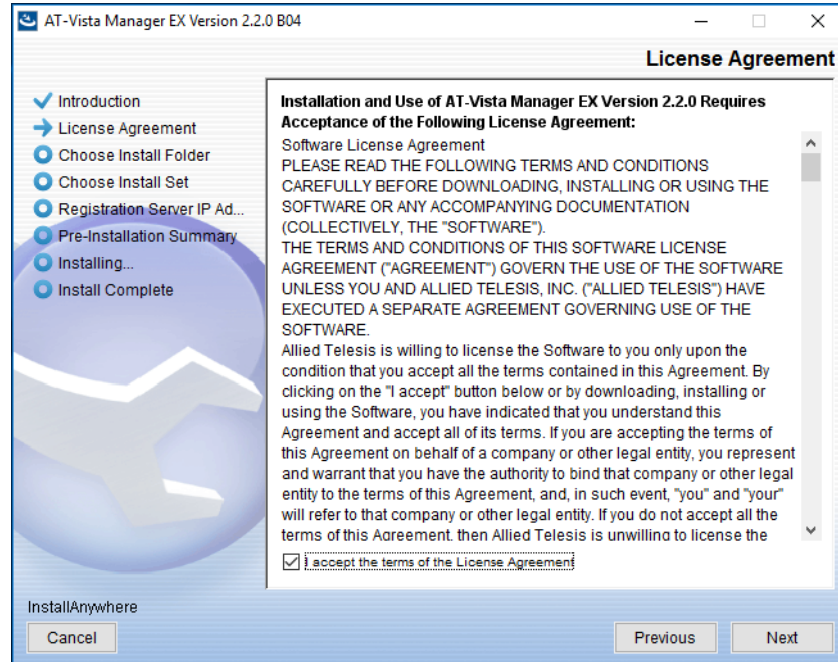 AT-Vista Manager EX Version 2.2.0 B04
License Agreement
Introduction
License Agreement
Choose Install Folder
Choose Install Set
Registration Server IP Ad...
Pre-Installation Summary
Installing...
Install Complete
Installation and Use of AT-Vista Manager EX Version 2.2.0 Requires
Acceptance of the Following License Agreement:
Software License Agreement
PLEASE READ THE FOLLOWING TERMS AND CONDITIONS
CAREFULLY BEFORE DOWNLOADING, INSTALLING OR USING THE
SOFTWARE OR ANY ACCOMPANYING DOCUMENTATION
(COLLECTIVELY, THE "SOFTWARE").
THE TERMS AND CONDITIONS OF THIS SOFTWARE LICENSE
AGREEMENT ("AGREEMENT") GOVERN THE USE OF THE SOFTWARE
UNLESS YOU AND ALLIED TELESIS, INC. ("ALLIED TELESIS") HAVE
EXECUTED A SEPARATE AGREEMENT GOVERNING USE OF THE
SOFTWARE.
Allied Telesis is willing to license the Software to you only upon the
condition that you accept all the terms contained in this Agreement. By
clicking on the "I accept" button below or by downloading, installing or
using the Software, you have indicated that you understand this
Agreement and accept all of its terms. If you are accepting the terms of
this Agreement on behalf of a company or other legal entity, you represent
and warrant that you have the authority to bind that company or other legal
entity to the terms of this Agreement, and, in such event, "you" and "your"
will refer to that company or other legal entity. If you do not accept all the
terms of this Agreement, then Allied Telesis is unwilling to license the
I accept the terms of the License Agreement
InstallAnywhere
Cancel
Previous
Next